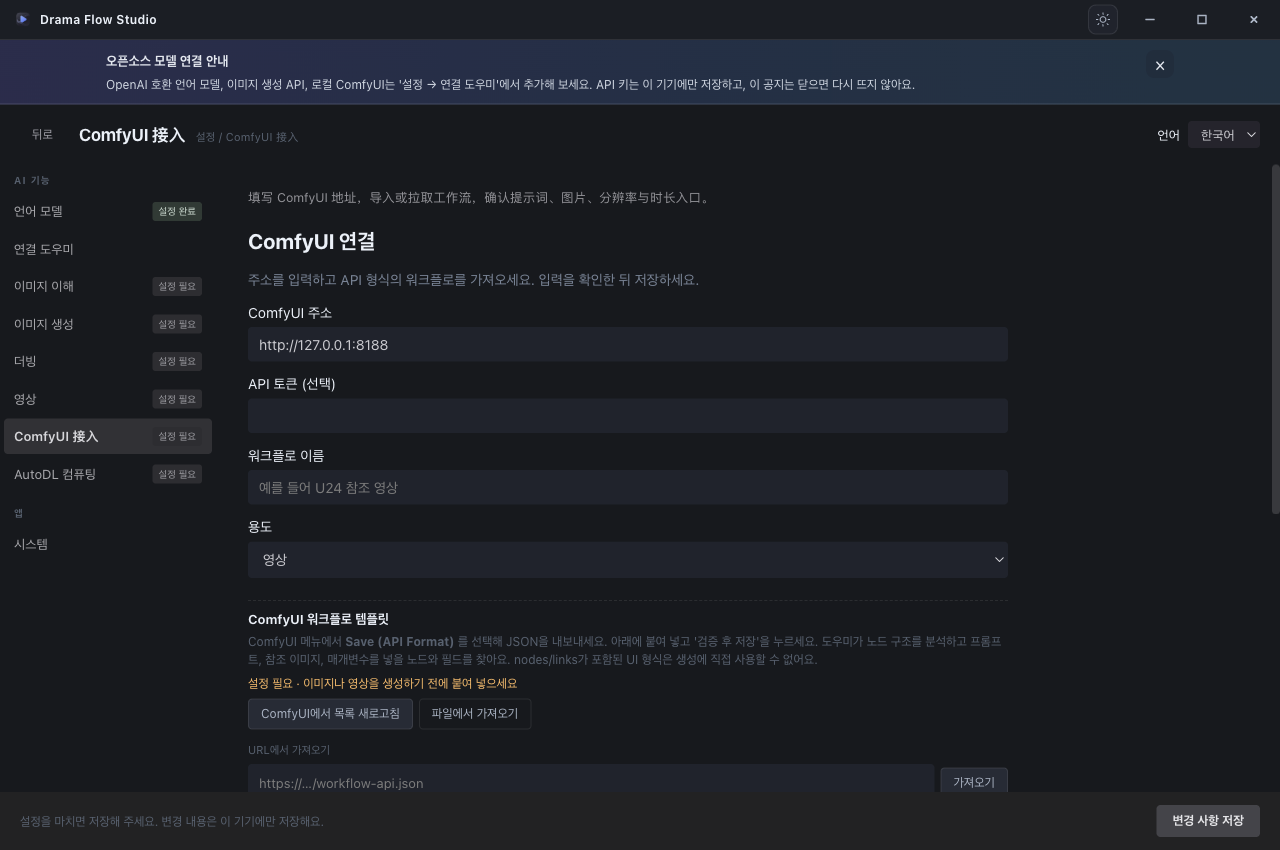 Drama Flow Studio
오픈소스 모델 연결 안내
OpenAI 호환 언어 모델, 이미지 생성 API, 로컬 ComfyUI는 '설정 → 연결 도우미'에서 추가해 보세요. API 키는 이 기기에만 저장하고, 이 공지는 닫으면 다시 뜨지 않아요.
뒤로
ComfyUI 接入
설정 / ComfyUI 接入
언어
한국어
AI 기능
언어 모델
설정 완료
연결 도우미
이미지 이해
설정 필요
이미지 생성
설정 필요
더빙
설정 필요
영상
설정 필요
ComfyUI 接入
설정 필요
AutoDL 컴퓨팅
설정 필요
앱
시스템
填写 ComfyUI 地址，导入或拉取工作流，确认提示词、图片、分辨率与时长入口。
ComfyUI 연결
주소를 입력하고 API 형식의 워크플로를 가져오세요. 입력을 확인한 뒤 저장하세요.
ComfyUI 주소
http://127.0.0.1:8188
API 토큰 (선택)
워크플로 이름
예를 들어 U24 참조 영상
용도
영상
ComfyUI 워크플로 템플릿
ComfyUI 메뉴에서 Save (API Format) 를 선택해 JSON을 내보내세요. 아래에 붙여 넣고 '검증 후 저장'을 누르세요. 도우미가 노드 구조를 분석하고 프롬프
트, 참조 이미지, 매개변수를 넣을 노드와 필드를 찾아요. nodes/links가 포함된 UI 형식은 생성에 직접 사용할 수 없어요.
설정 필요 · 이미지나 영상을 생성하기 전에 붙여 넣으세요
ComfyUI에서 목록 새로고침
파일에서 가져오기
URL에서 가져오기
https://.../workflow-api.json
가져오기
설정을 마치면 저장해 주세요. 변경 내용은 이 기기에만 저장해요.
변경 사항 저장